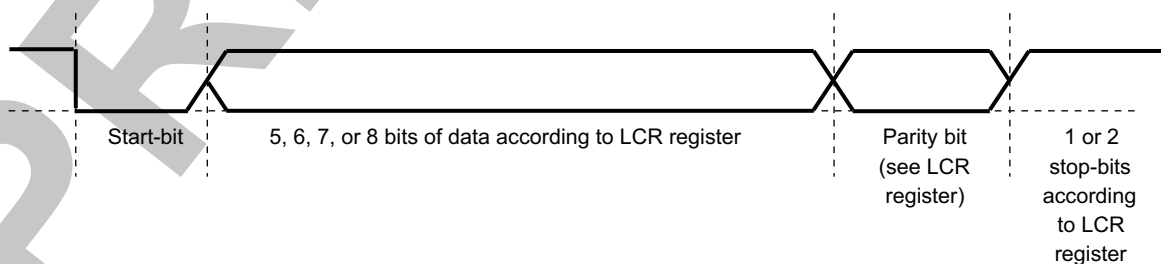 Start-bit
5, 6, 7, or 8 bits of data according to LCR register
Parity bit
(see LCR
register)
1 or 2
stop-bits
according
to LCR
register